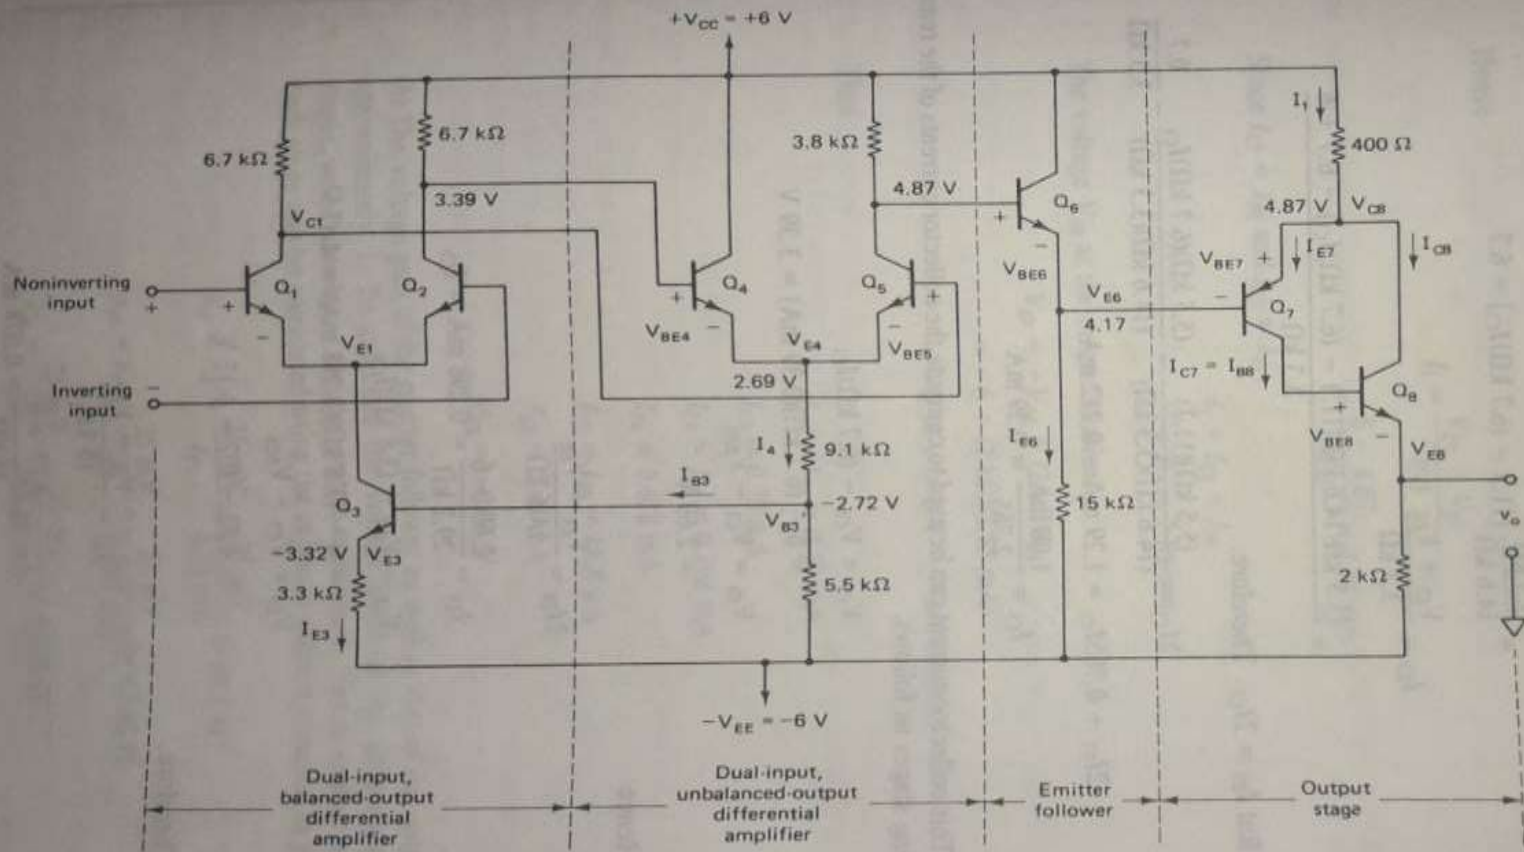 +V_CC = +6 V
I_1
6.7 kΩ
6.7 kΩ
3.8 kΩ
400 Ω
3.39 V
4.87 V
Q_6
4.87 V
V_C8
V_C1
Noninverting
input
+
Q_1
+
−
Q_2
Q_4
+
−
V_BE4
Q_5
+
−
V_BE5
+
−
V_BE6
V_E6
4.17
V_BE7
+
−
I_E7
I_C8
Q_7
V_E1
V_E4
2.69 V
Inverting
input
−
I_C7 = I_B8
Q_8
+
−
V_BE8
V_E8
I_4
9.1 kΩ
I_E6
I_B3
−2.72 V
V_B3
Q_3
15 kΩ
v_o
−3.32 V
V_E3
3.3 kΩ
5.5 kΩ
2 kΩ
I_E3
−V_EE = −6 V
Dual-input,
balanced-output
differential
amplifier
Dual-input,
unbalanced-output
differential
amplifier
Emitter
follower
Output
stage